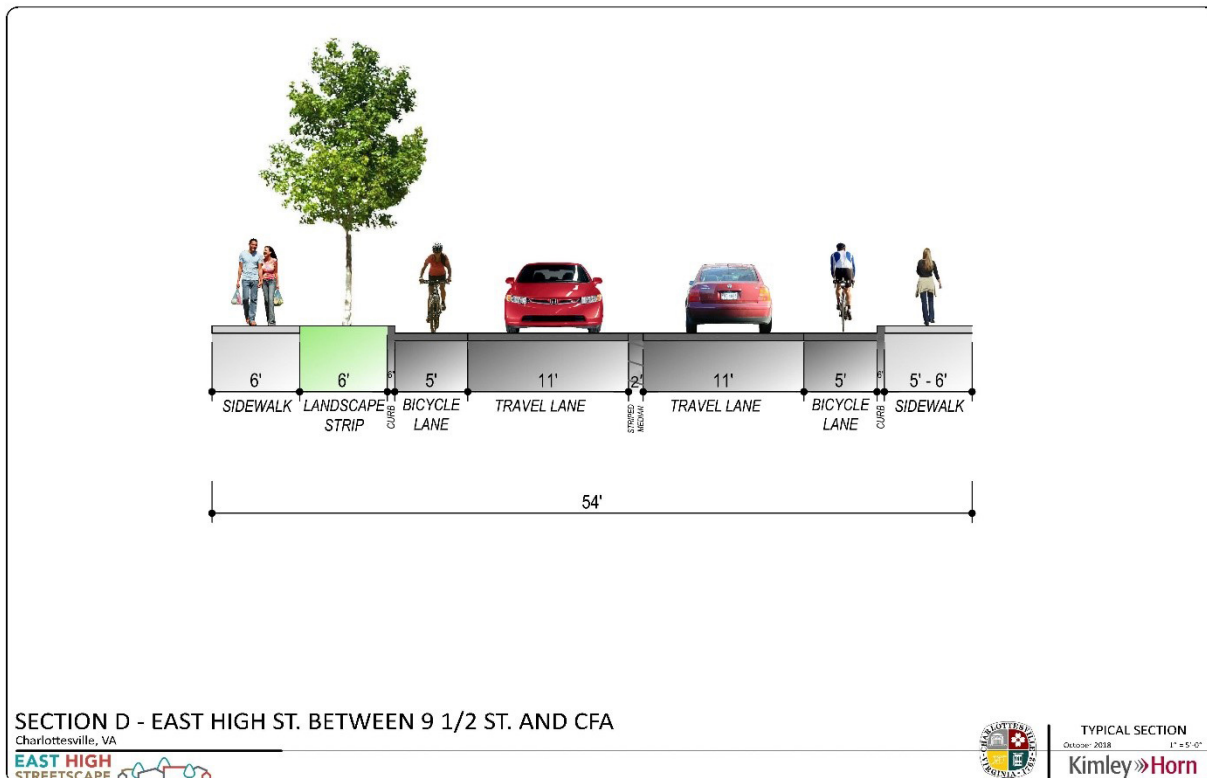 6'
6'
6"
5'
11'
2'
11'
5'
6"
5' - 6'
SIDEWALK
LANDSCAPE
STRIP
CURB
BICYCLE
LANE
TRAVEL LANE
STRIPED
MEDIAN
TRAVEL LANE
BICYCLE
LANE
CURB
SIDEWALK
54'
SECTION D - EAST HIGH ST. BETWEEN 9 1/2 ST. AND CFA
Charlottesville, VA
EAST HIGH
STREETSCAPE
CHARLOTTESVILLE
VIRGINIA
TYPICAL SECTION
October 2018
1" = 5'-0"
Kimley»Horn